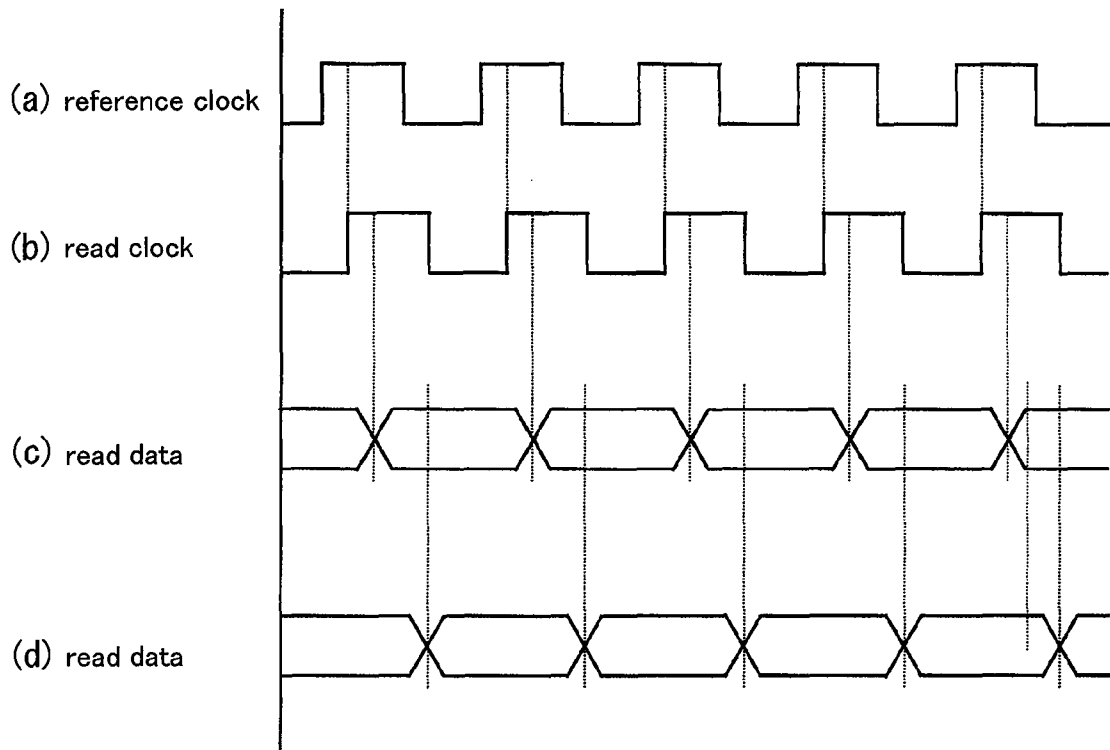 (a) reference clock
(b) read clock
(c) read data
(d) read data